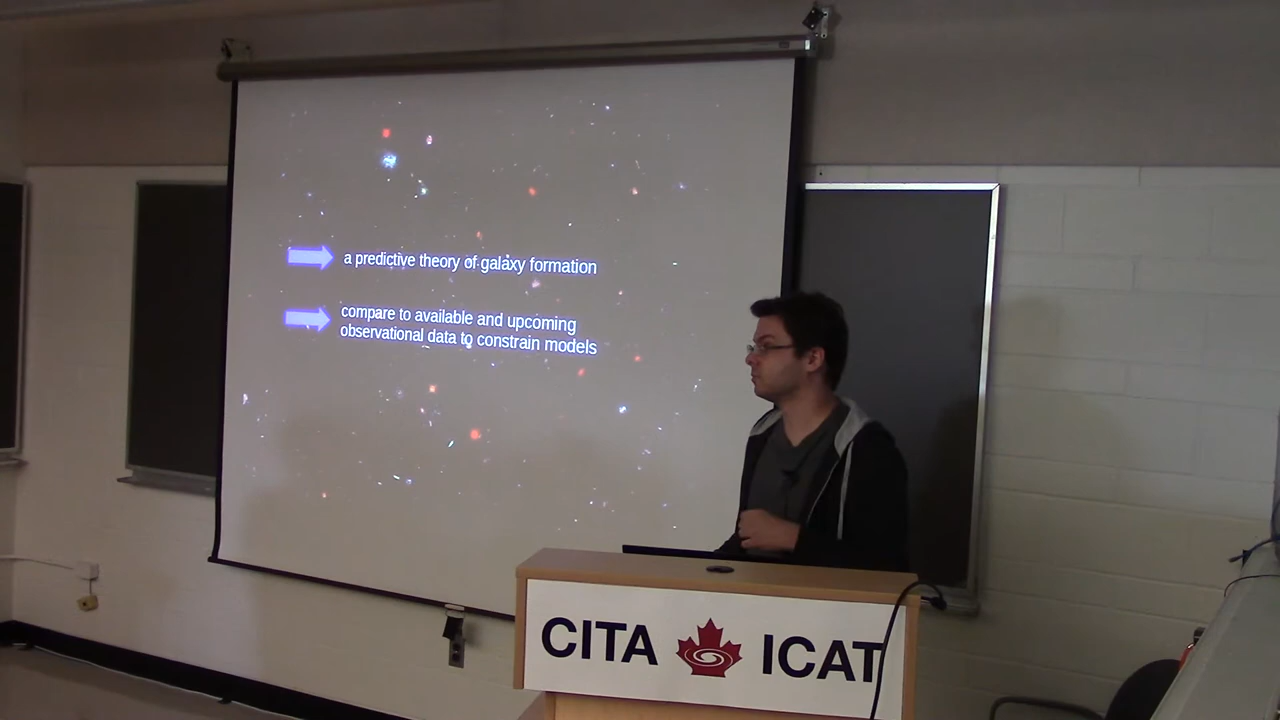 a predictive theory of galaxy formation
compare to available and upcoming
observational data to constrain models
CITA ICAT